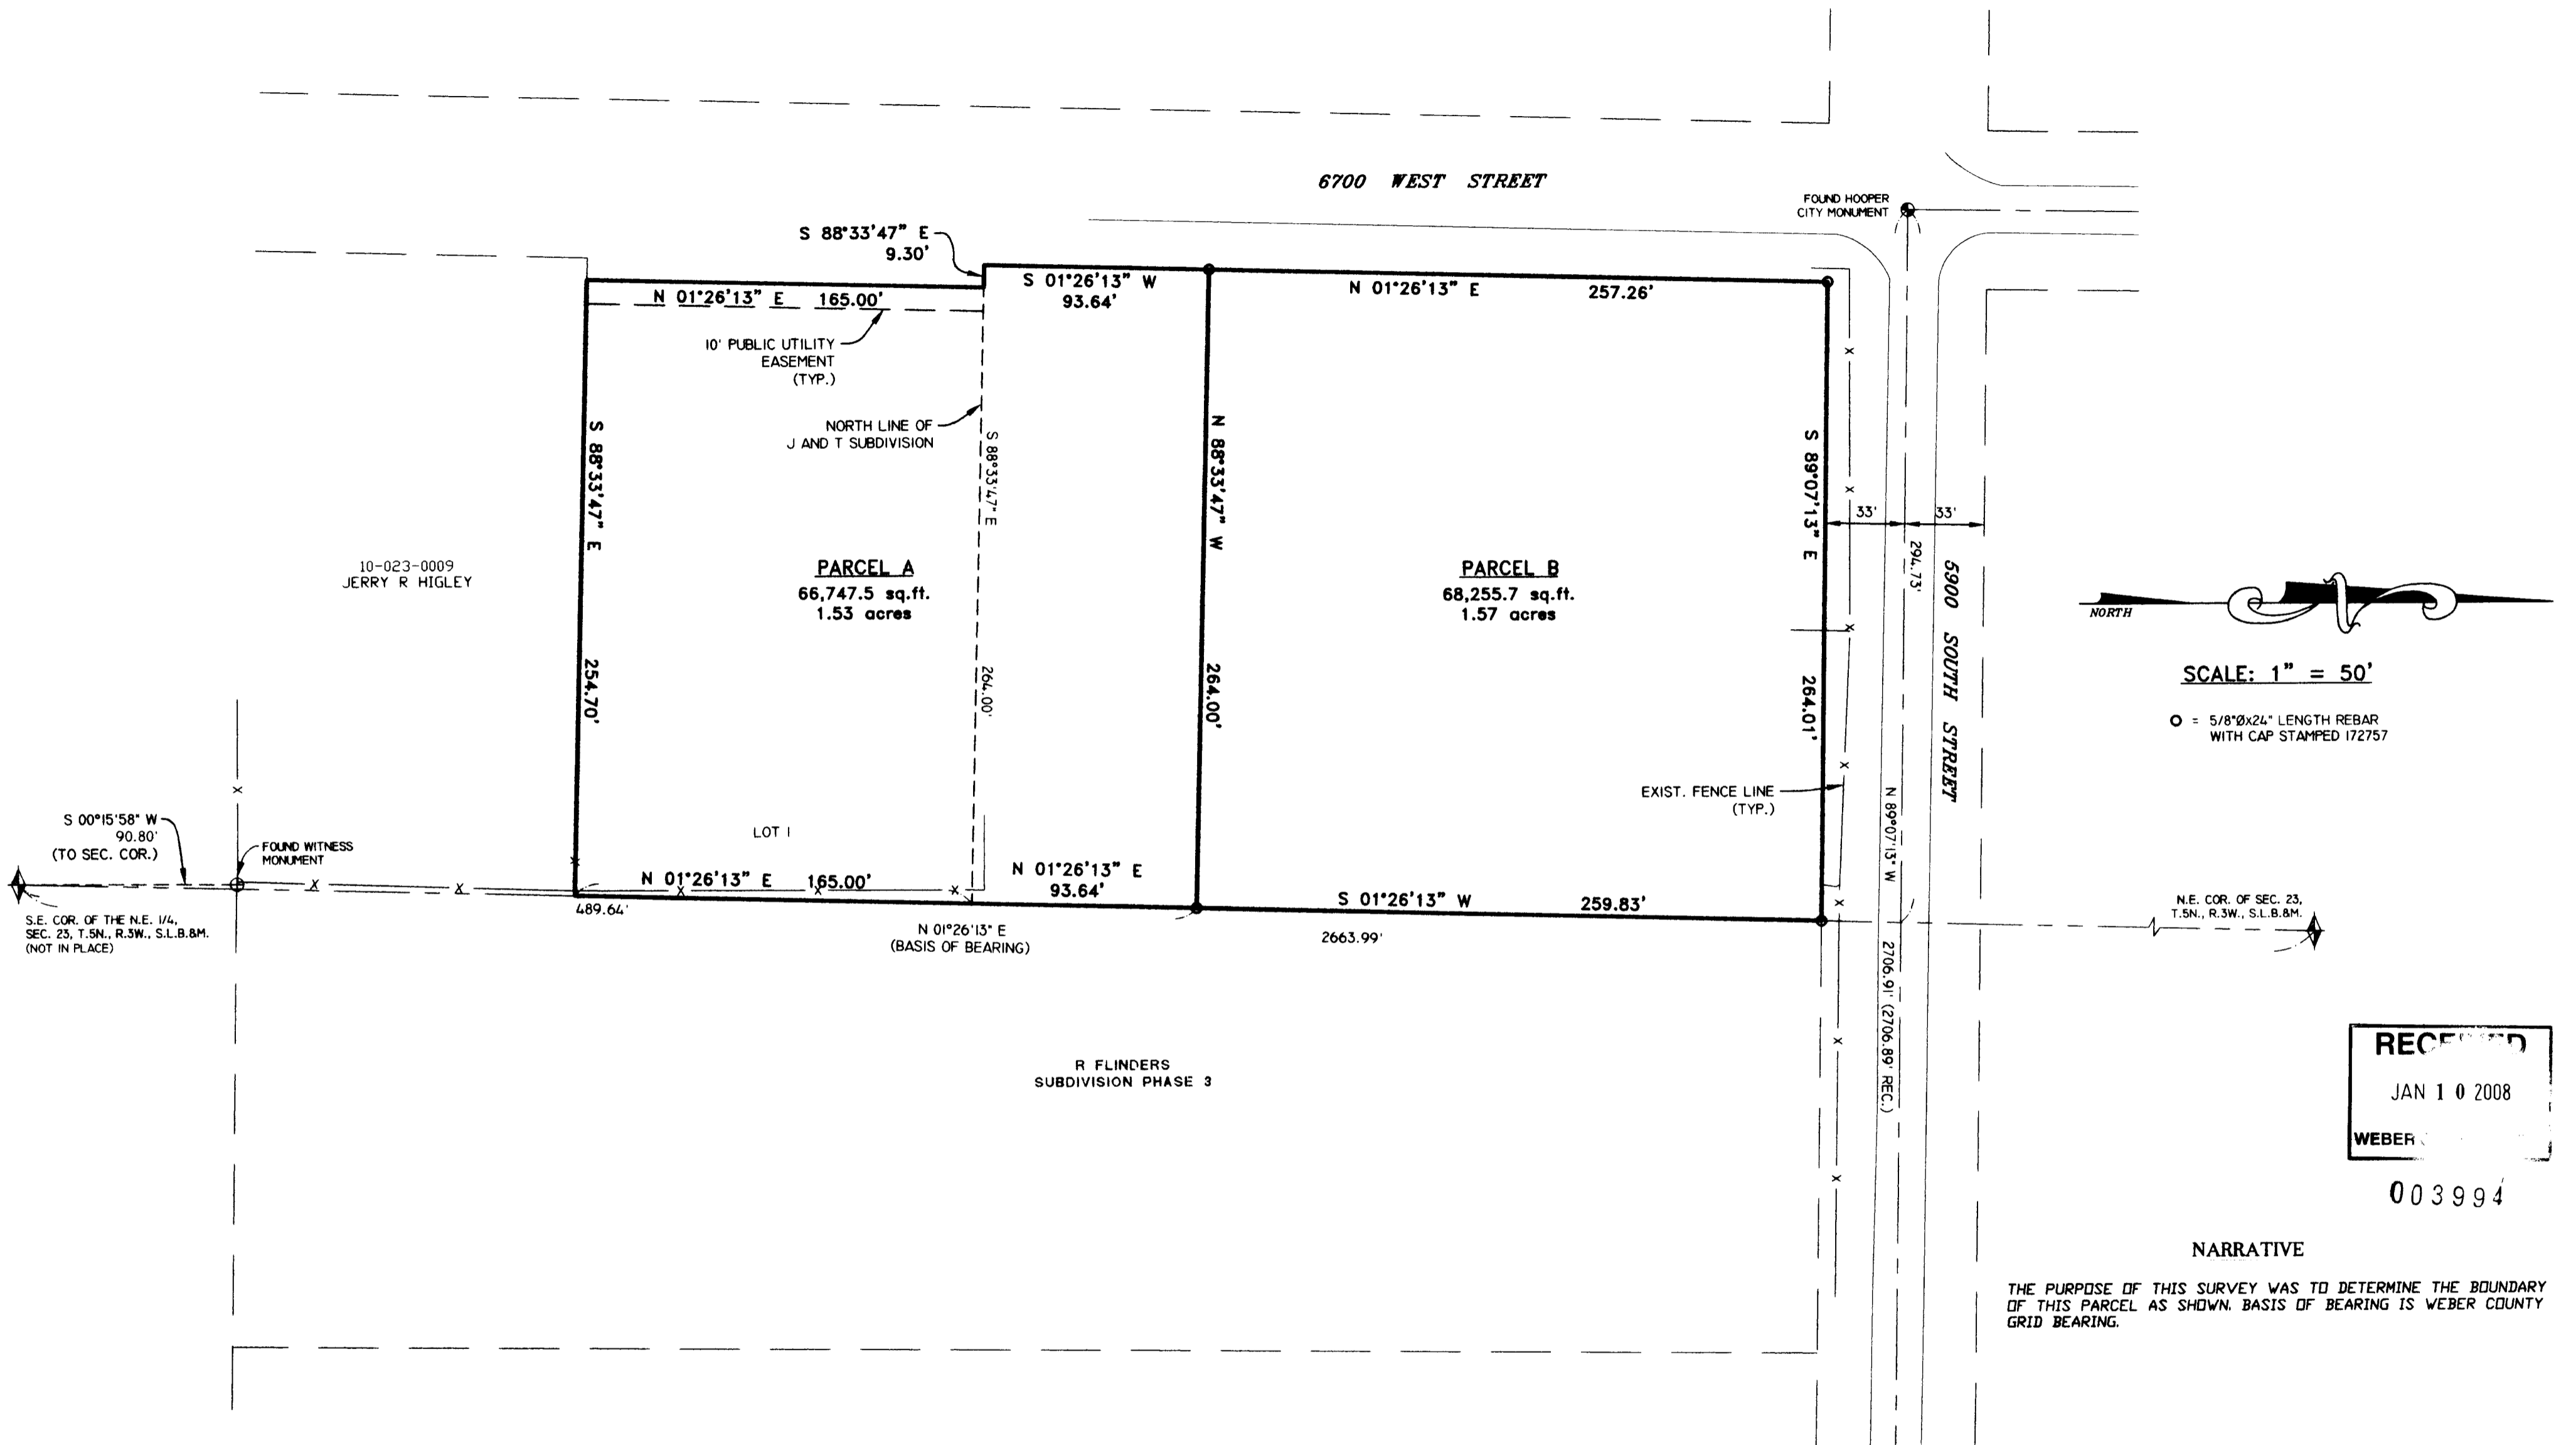 6700 WEST STREET
FOUND HOOPER
CITY MONUMENT
S 88°33'47" E
9.30'
N 01°26'13" E 165.00'
S 01°26'13" W
93.64'
N 01°26'13" E 257.26'
10' PUBLIC UTILITY
EASEMENT
(TYP.)
NORTH LINE OF
J AND T SUBDIVISION
S 88°33'47" E 254.70'
S 88°33'47" E 264.00'
N 88°33'47" W 264.00'
S 89°07'13" E 264.01'
33'
33'
294.73'
5900 SOUTH STREET
10-023-0009
JERRY R HIGLEY
PARCEL A
66,747.5 sq.ft.
1.53 acres
PARCEL B
68,255.7 sq.ft.
1.57 acres
NORTH
SCALE: 1" = 50'
= 5/8"Øx24" LENGTH REBAR
WITH CAP STAMPED 172757
EXIST. FENCE LINE
(TYP.)
N 89°07'13" W 2706.91' (2706.89' REC.)
S 00°15'58" W
90.80'
(TO SEC. COR.)
FOUND WITNESS
MONUMENT
LOT 1
N 01°26'13" E 165.00'
N 01°26'13" E
93.64'
S 01°26'13" W 259.83'
489.64'
N 01°26'13" E
(BASIS OF BEARING)
2663.99'
S.E. COR. OF THE N.E. 1/4,
SEC. 23, T.5N., R.3W., S.L.B.&M.
(NOT IN PLACE)
N.E. COR. OF SEC. 23,
T.5N., R.3W., S.L.B.&M.
R FLINDERS
SUBDIVISION PHASE 3
JAN 10 2008
WEBER
003994
NARRATIVE
THE PURPOSE OF THIS SURVEY WAS TO DETERMINE THE BOUNDARY
OF THIS PARCEL AS SHOWN. BASIS OF BEARING IS WEBER COUNTY
GRID BEARING.